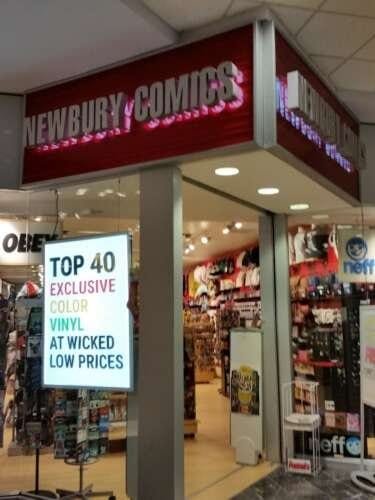 NEWBURY COMICS
OBEY
TOP 40
EXCLUSIVE
COLOR
VINYL
AT WICKED
LOW PRICES
neff
neff